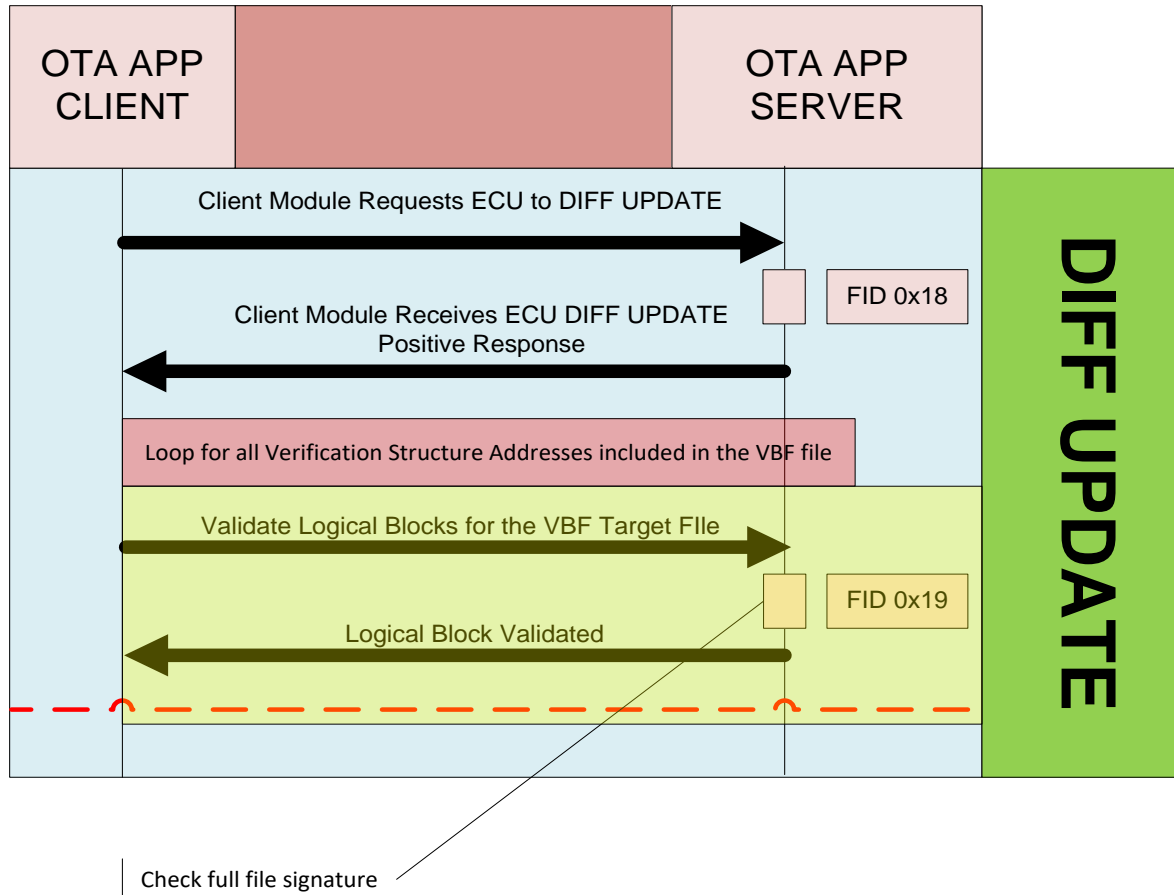 OTA APP
CLIENT
OTA APP
SERVER
Client Module Requests ECU to DIFF UPDATE
FID 0x18
Client Module Receives ECU DIFF UPDATE
Positive Response
Loop for all Verification Structure Addresses included in the VBF file
Validate Logical Blocks for the VBF Target FIle
FID 0x19
Logical Block Validated
DIFF UPDATE
Check full file signature